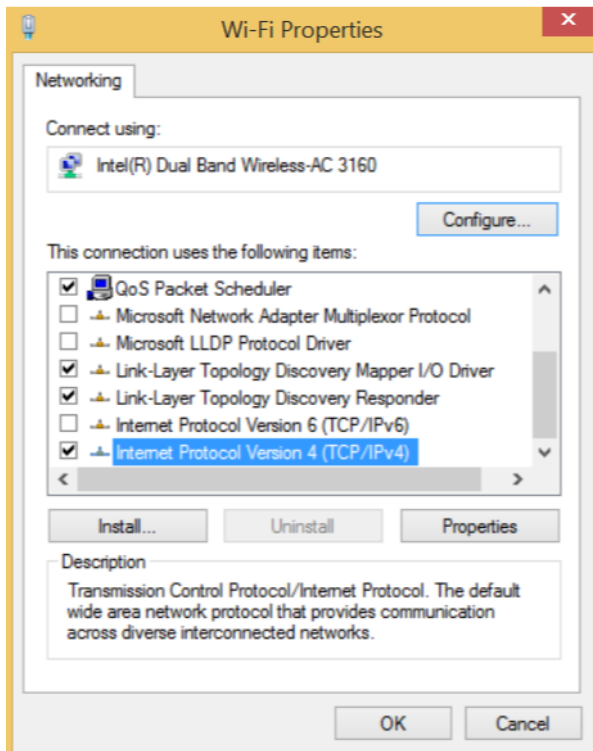 Wi-Fi Properties
Networking
Connect using:
Intel(R) Dual Band Wireless-AC 3160
Configure...
This connection uses the following items:
QoS Packet Scheduler
Microsoft Network Adapter Multiplexor Protocol
Microsoft LLDP Protocol Driver
Link-Layer Topology Discovery Mapper I/O Driver
Link-Layer Topology Discovery Responder
Internet Protocol Version 6 (TCP/IPv6)
Internet Protocol Version 4 (TCP/IPv4)
Install... Uninstall Properties
Description
Transmission Control Protocol/Internet Protocol. The default
wide area network protocol that provides communication
across diverse interconnected networks.
OK Cancel